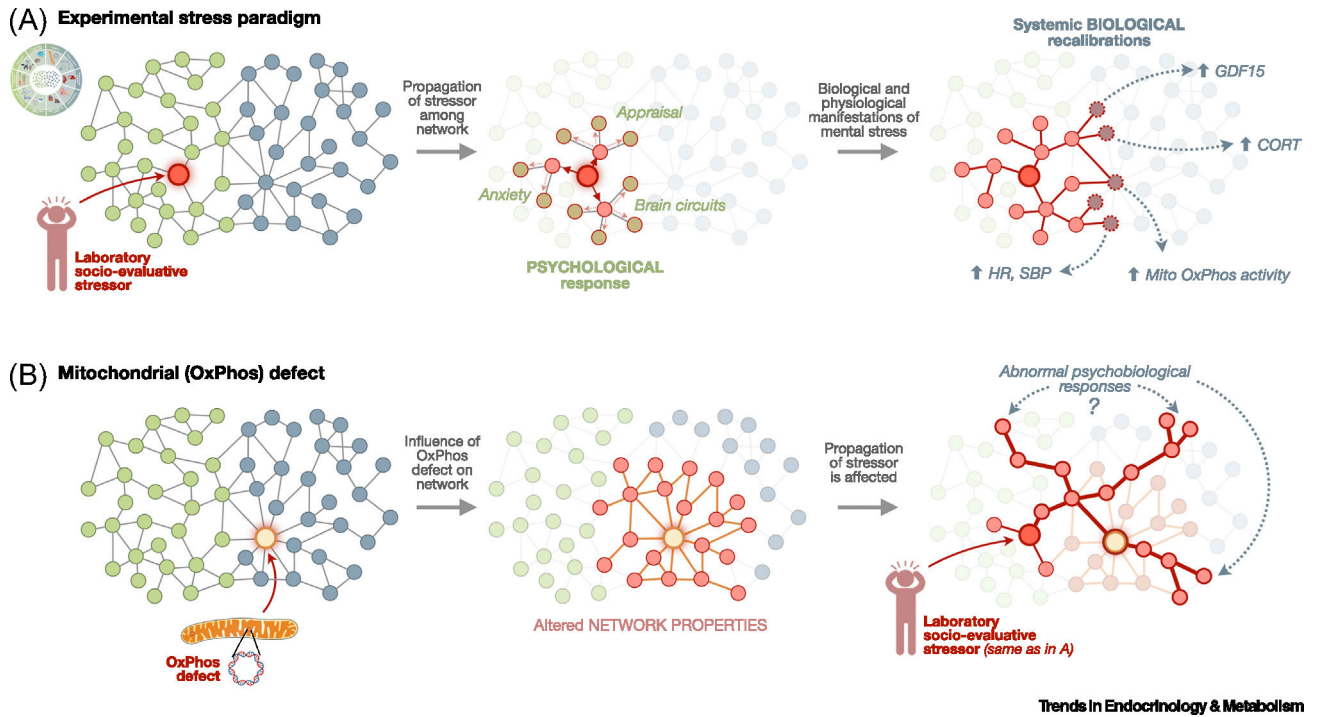 (A) Experimental stress paradigm
Laboratory
socio-evaluative
stressor
Propagation
of stressor
among
network
Appraisal
Anxiety
Brain circuits
PSYCHOLOGICAL
response
Biological and
physiological
manifestations of
mental stress
Systemic BIOLOGICAL
recalibrations
⬆ GDF15
⬆ CORT
⬆ HR, SBP
⬆ Mito OxPhos activity
(B) Mitochondrial (OxPhos) defect
OxPhos
defect
Influence of
OxPhos
defect on
network
Altered NETWORK PROPERTIES
Propagation
of stressor
is affected
Abnormal psychobiological
responses
?
Laboratory
socio-evaluative
stressor (same as in A)
Trends in Endocrinology & Metabolism